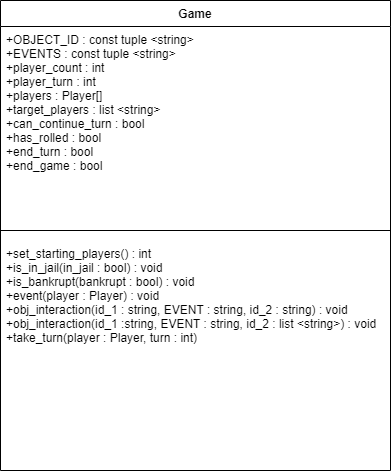 Game
+OBJECT_ID : const tuple <string>
+EVENTS : const tuple <string>
+player_count : int
+player_turn : int
+players : Player[]
+target_players : list <string>
+can_continue_turn : bool
+has_rolled : bool
+end_turn : bool
+end_game : bool
+set_starting_players() : int
+is_in_jail(in_jail : bool) : void
+is_bankrupt(bankrupt : bool) : void
+event(player : Player) : void
+obj_interaction(id_1 : string, EVENT : string, id_2 : string) : void
+obj_interaction(id_1 :string, EVENT : string, id_2 : list <string>) : void
+take_turn(player : Player, turn : int)